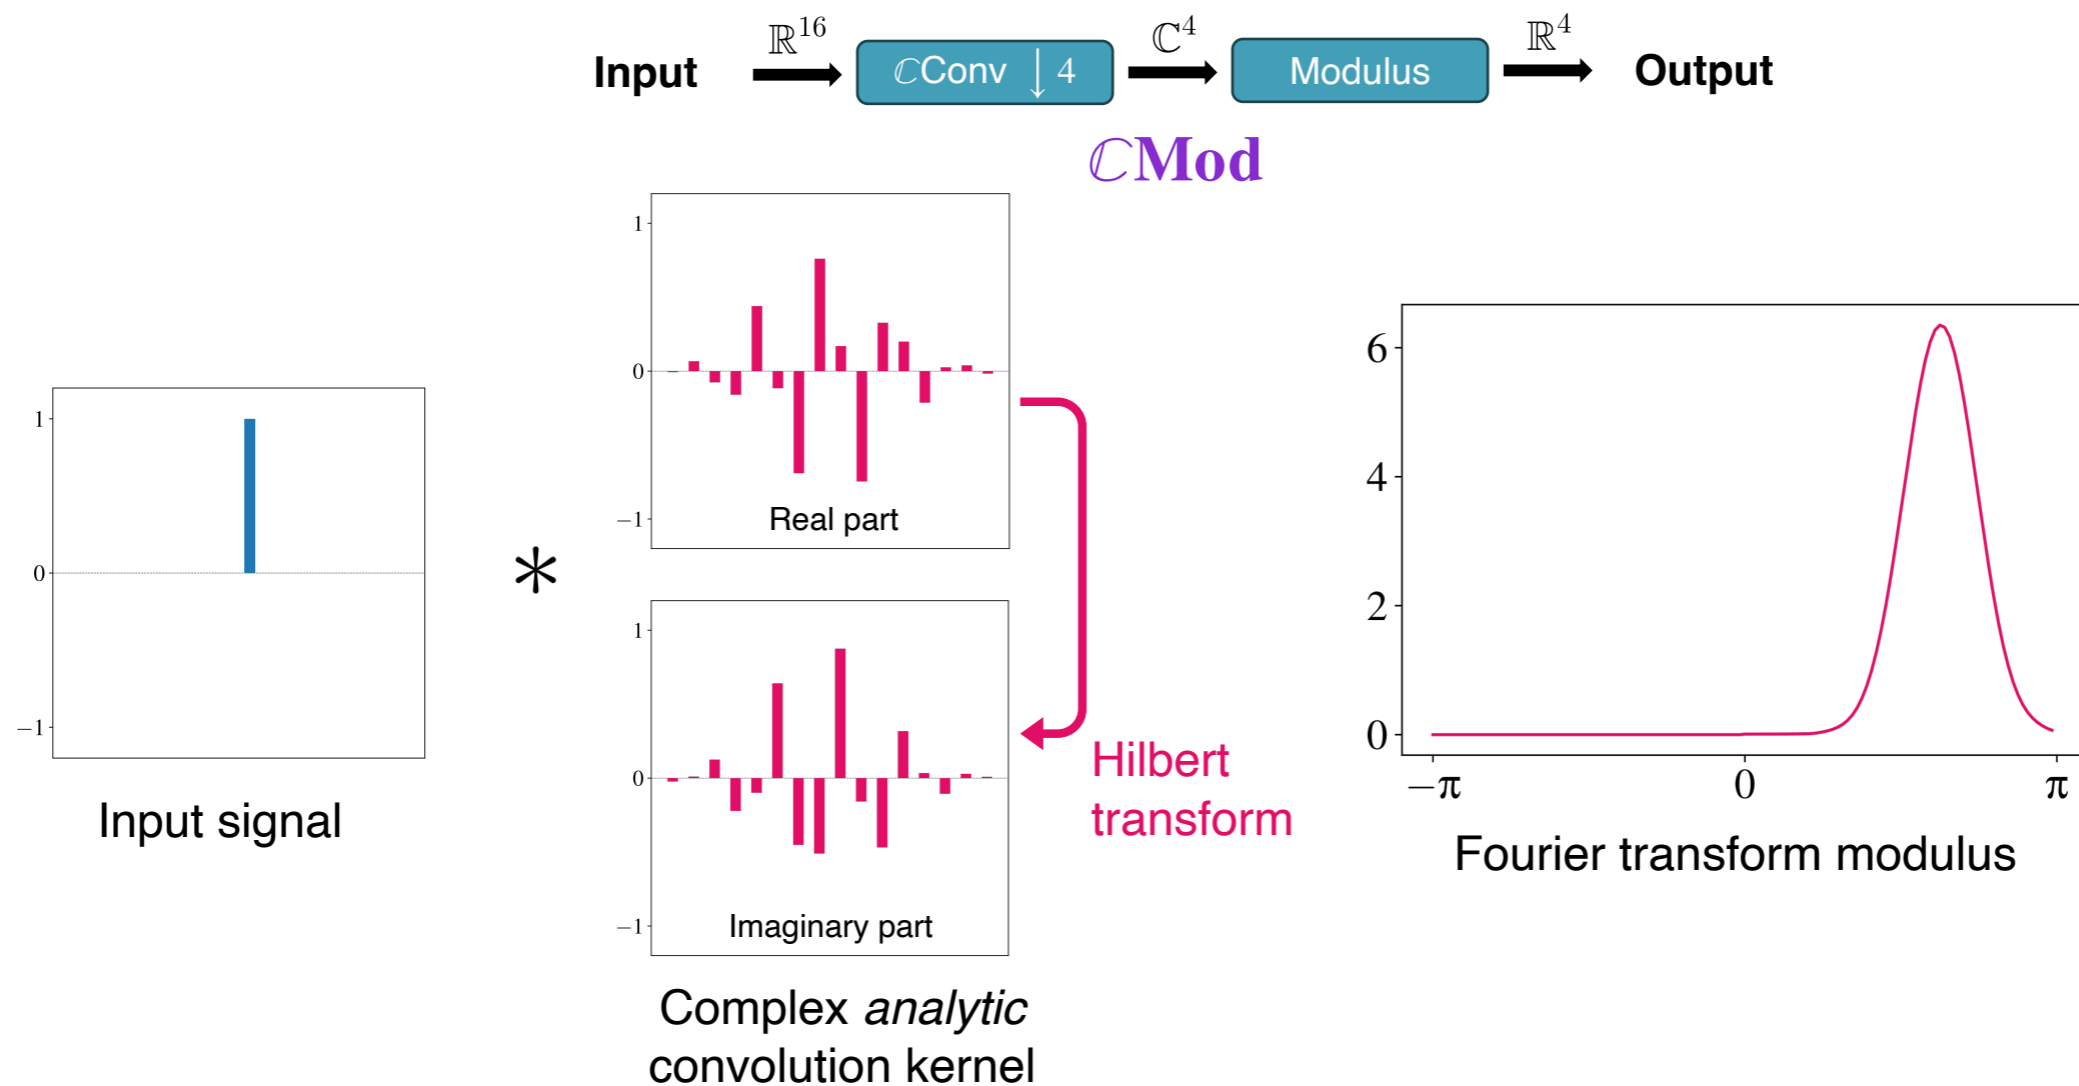 Input ℝ¹⁶ ℂConv ↓ 4 ℂ⁴ Modulus ℝ⁴ Output
ℂMod
1
0
−1
Input signal
*
1
0
−1
Real part
1
0
−1
Imaginary part
Complex analytic
convolution kernel
Hilbert
transform
6
4
2
0
−π 0 π
Fourier transform modulus